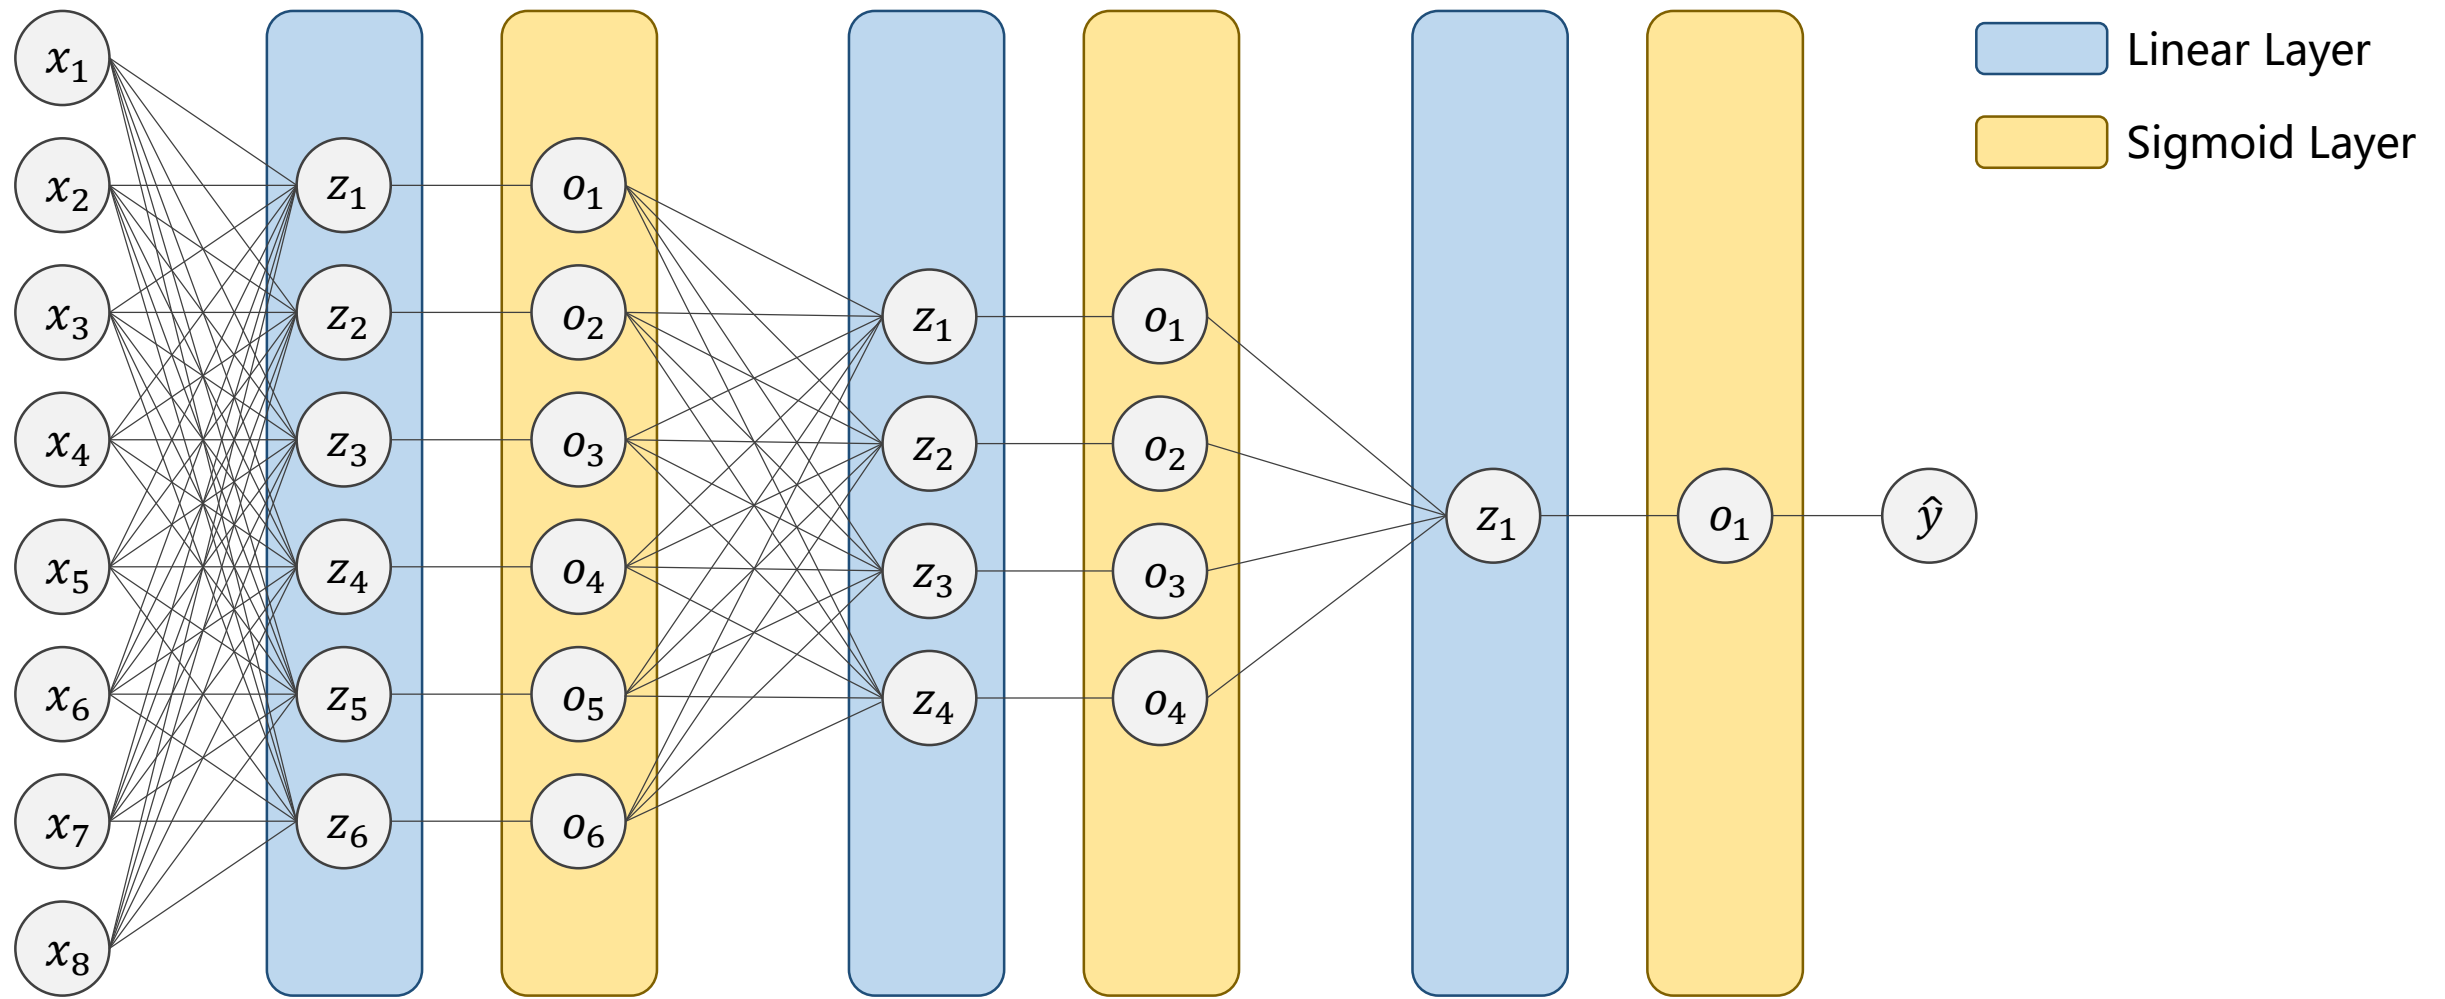 x₁
x₂
x₃
x₄
x₅
x₆
x₇
x₈
z₁
z₂
z₃
z₄
z₅
z₆
o₁
o₂
o₃
o₄
o₅
o₆
z₁
z₂
z₃
z₄
o₁
o₂
o₃
o₄
z₁
o₁
ŷ
Linear Layer
Sigmoid Layer